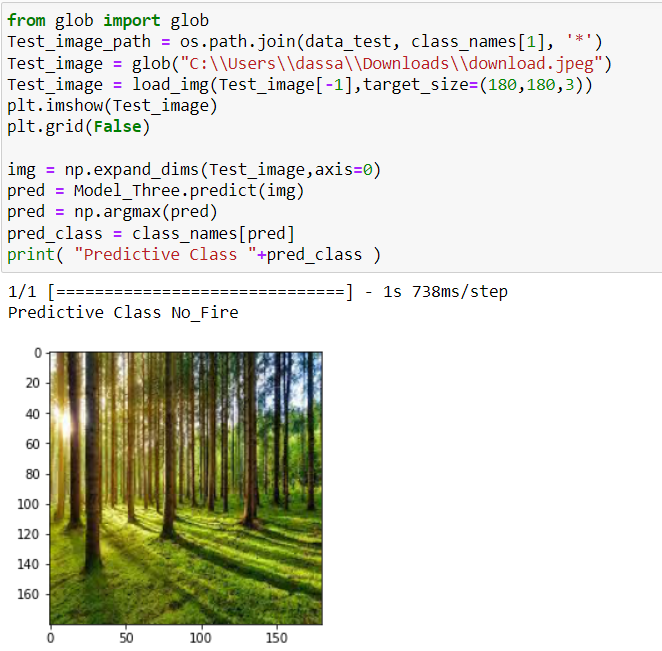 from glob import glob
Test_image_path = os.path.join(data_test, class_names[1], '*')
Test_image = glob("C:\\Users\\dassa\\Downloads\\download.jpeg")
Test_image = load_img(Test_image[-1],target_size=(180,180,3))
plt.imshow(Test_image)
plt.grid(False)
img = np.expand_dims(Test_image,axis=0)
pred = Model_Three.predict(img)
pred = np.argmax(pred)
pred_class = class_names[pred]
print( "Predictive Class "+pred_class )
1/1 [==============================] - 1s 738ms/step
Predictive Class No_Fire
0
20
40
60
80
100
120
140
160
0 50 100 150